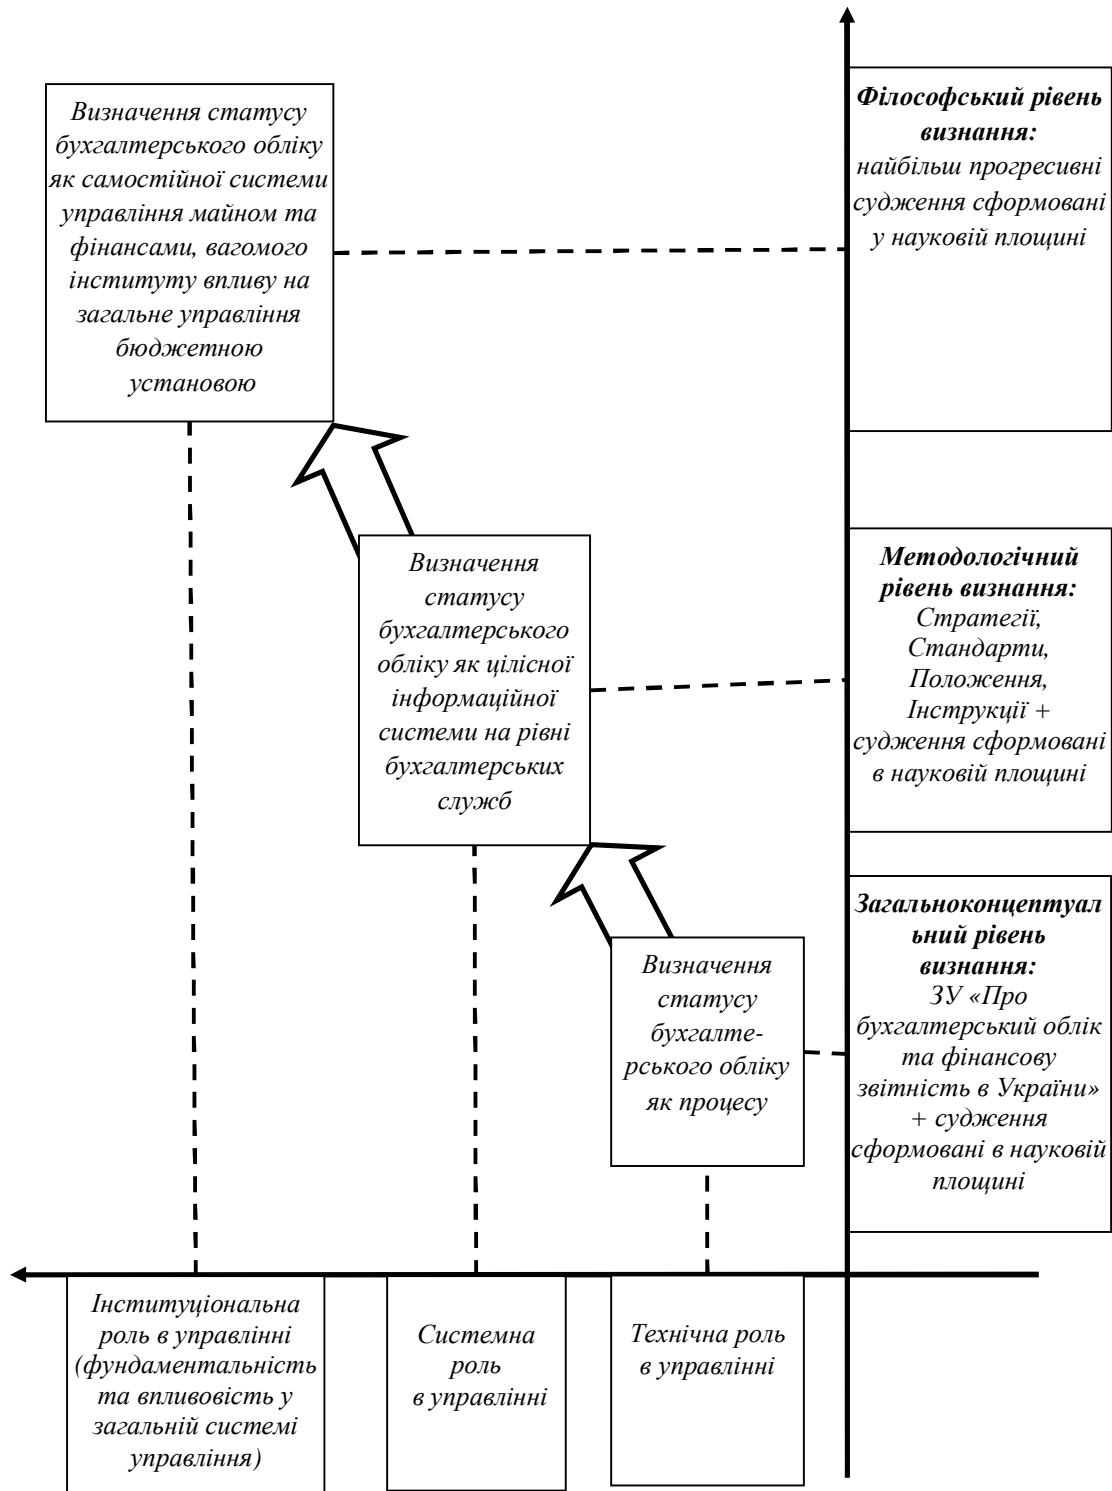 Визначення статусу
бухгалтерського обліку
як самостійної системи
управління майном та
фінансами, вагомого
інституту впливу на
загальне управління
бюджетною
установою
Філософський рівень
визнання:
найбільш прогресивні
судження сформовані
у науковій площині
Визначення
статусу
бухгалтерського
обліку як цілісної
інформаційної
системи на рівні
бухгалтерських
служб
Методологічний
рівень визнання:
Стратегії,
Стандарти,
Положення,
Інструкції +
судження сформовані
в науковій площині
Визначення
статусу
бухгалте-
рського обліку
як процесу
Загальноконцептуал
ьний рівень
визнання:
ЗУ «Про
бухгалтерський облік
та фінансову
звітність в України»
+ судження
сформовані в науковій
площині
Інституціональна
роль в управлінні
(фундаментальність
та впливовість у
загальній системі
управління)
Системна
роль
в управлінні
Технічна роль
в управлінні